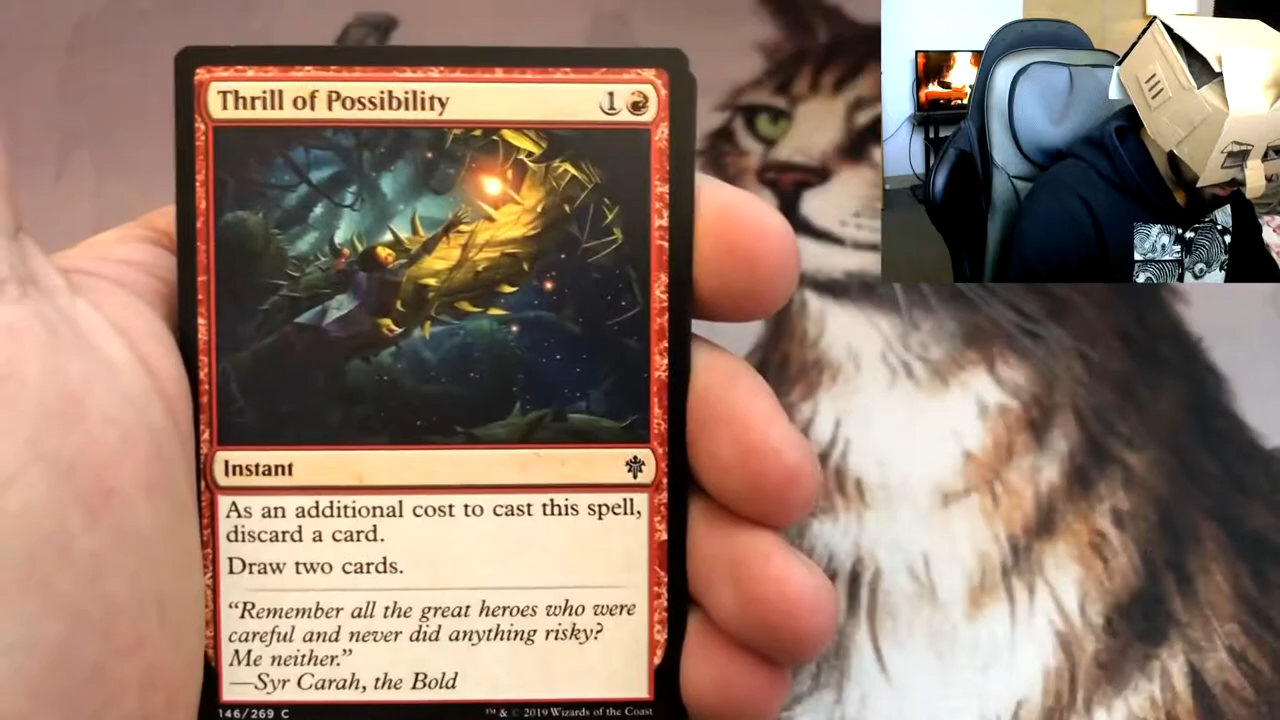 Thrill of Possibility 1
Instant
As an additional cost to cast this spell,
discard a card.
Draw two cards.
“Remember all the great heroes who were
careful and never did anything risky?
Me neither.”
—Syr Carah, the Bold
146/269 C ™ & © 2019 Wizards of the Coast